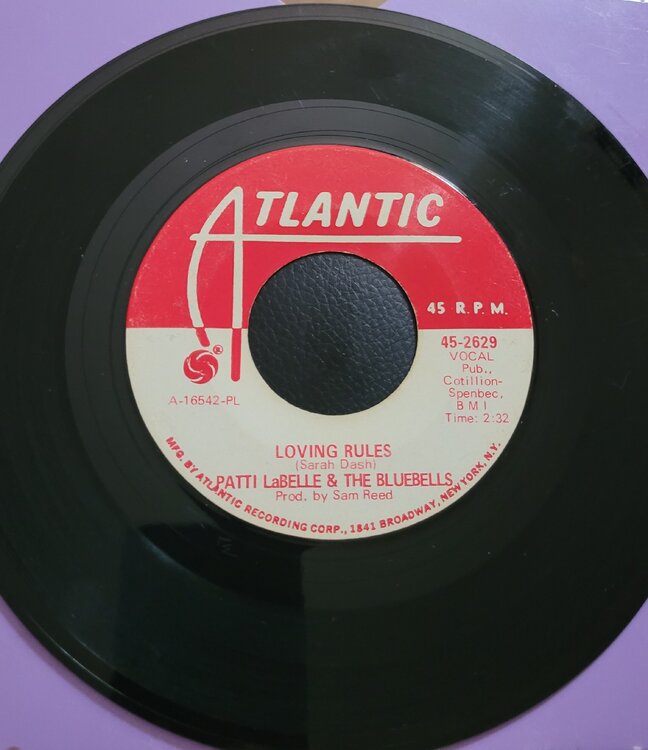 ATLANTIC
45 R.P.M.
®
45-2629
VOCAL
Pub.,
Cotillion-
Spenbec,
BMI
Time: 2:32
A-16542-PL
LOVING RULES
(Sarah Dash)
PATTI LaBELLE & THE BLUEBELLS
Prod. by Sam Reed
MFG. BY ATLANTIC RECORDING CORP., 1841 BROADWAY, NEW YORK, N.Y.